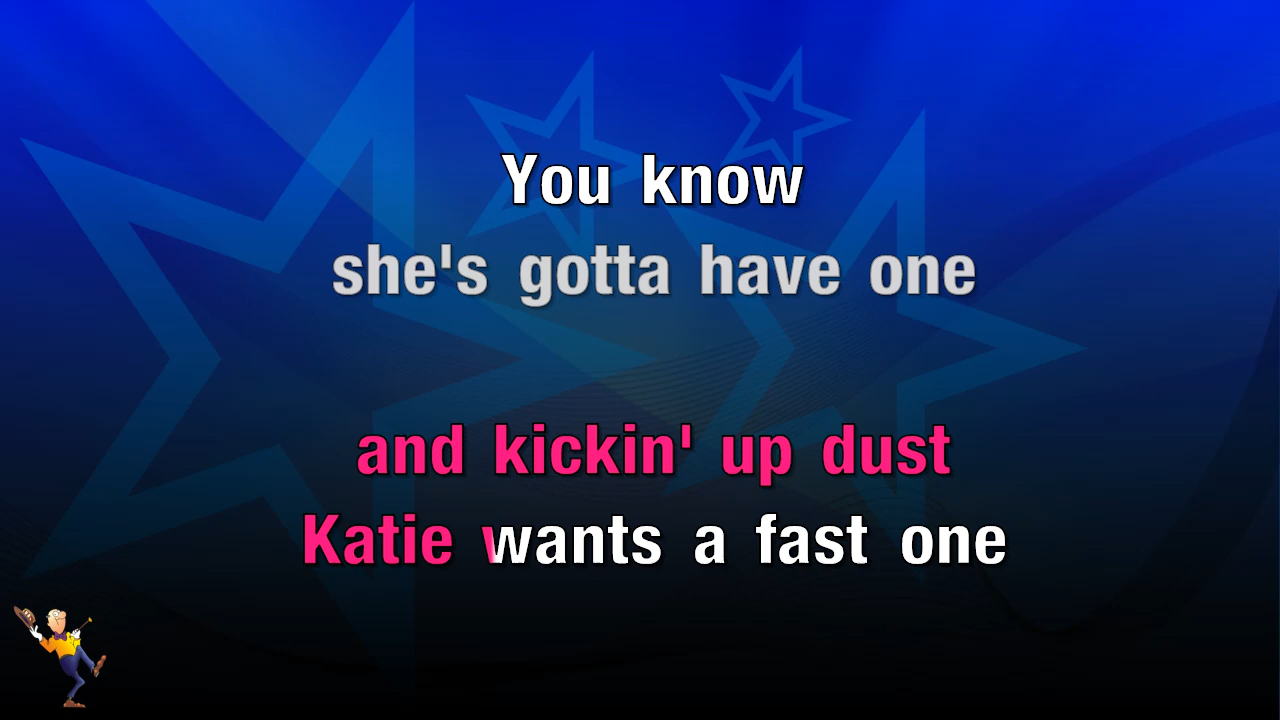 You know
she's gotta have one
and kickin' up dust
Katie wants a fast one